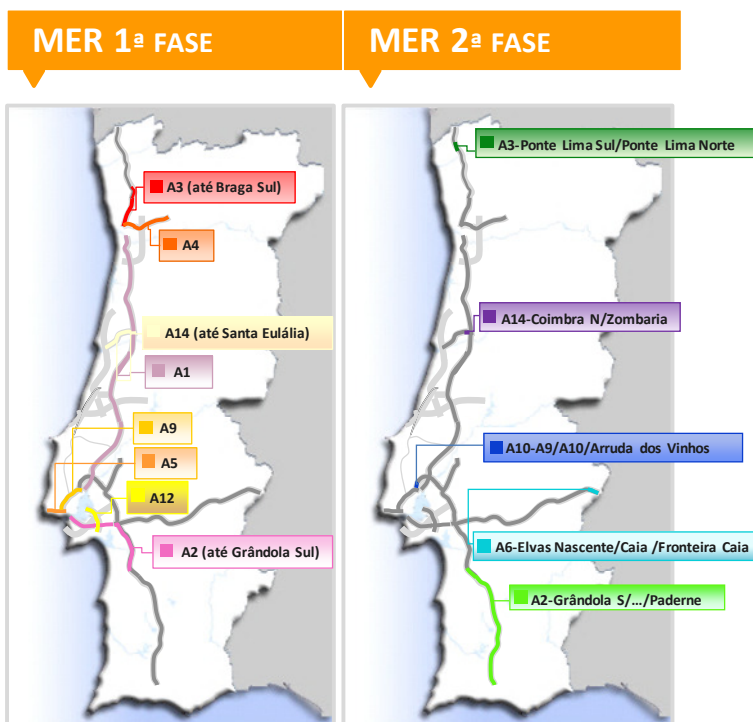 MER 1ª FASE
A3 (até Braga Sul)
A4
A14 (até Santa Eulália)
A1
A9
A5
A12
A2 (até Grândola Sul)
MER 2ª FASE
A3-Ponte Lima Sul/Ponte Lima Norte
A14-Coimbra N/Zombaria
A10-A9/A10/Arruda dos Vinhos
A6-Elvas Nascente/Caia /Fronteira Caia
A2-Grândola S/.../Paderne